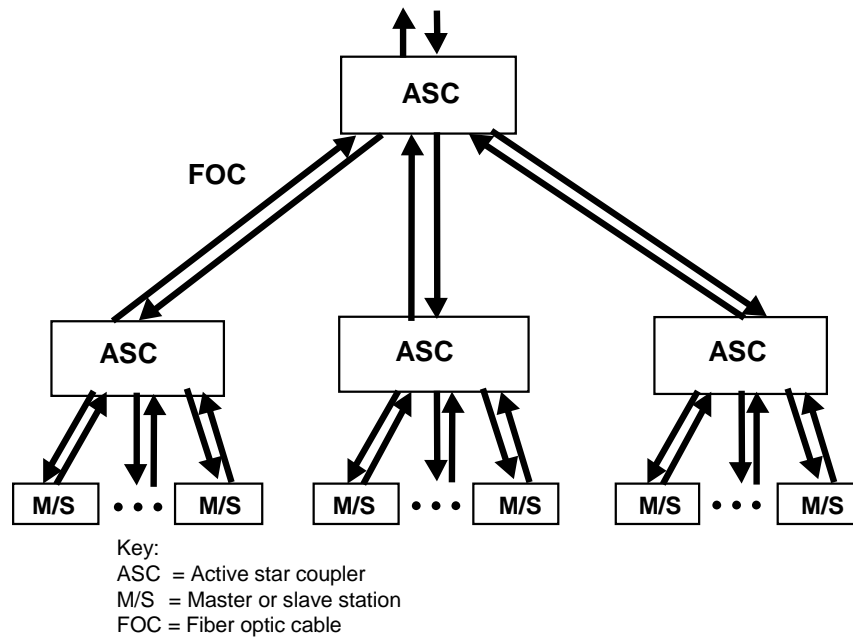 ASC
FOC
ASC ASC ASC
M/S • • • M/S M/S • • • M/S M/S • • • M/S
Key:
ASC = Active star coupler
M/S = Master or slave station
FOC = Fiber optic cable